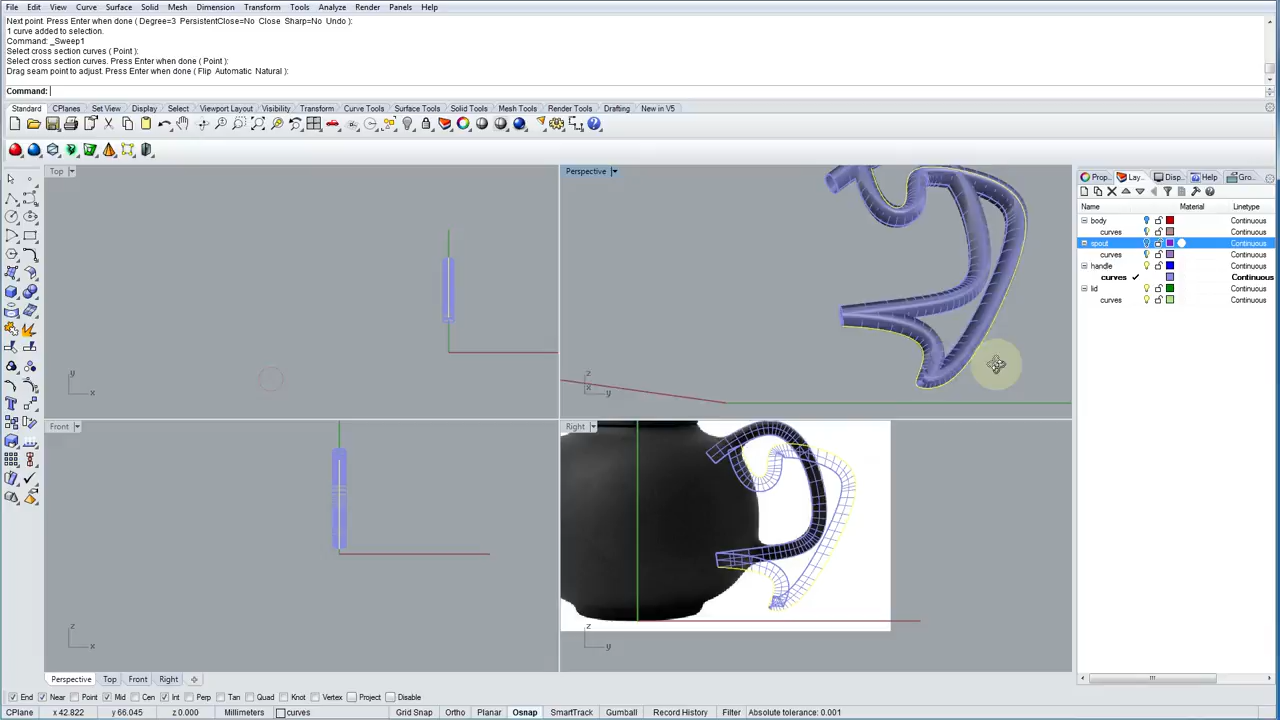 File Edit View Curve Surface Solid Mesh Dimension Transform Tools Analyze Render Panels Help
Next point. Press Enter when done ( Degree=3 PersistentClose=No Close Sharp=No Undo ):
1 curve added to selection.
Command: _Sweep1
Select cross section curves ( Point ):
Select cross section curves. Press Enter when done ( Point ):
Drag seam point to adjust. Press Enter when done ( Flip Automatic Natural ):
Command:
Standard CPlanes Set View Display Select Viewport Layout Visibility Transform Curve Tools Surface Tools Solid Tools Mesh Tools Render Tools Drafting New in V5
Top Perspective
Prop... Lay... Disp... Help Gro...
Name Material Linetype
body Continuous
curves Continuous
spout Continuous
curves Continuous
handle Continuous
curves Continuous
lid Continuous
curves Continuous
y x
z x y
Front Right
z x
z y
Perspective Top Front Right
End Near Point Mid Cen Int Perp Tan Quad Knot Vertex Project Disable
CPlane x 42.822 y 66.045 z 0.000 Millimeters curves Grid Snap Ortho Planar Osnap SmartTrack Gumball Record History Filter Absolute tolerance: 0.001